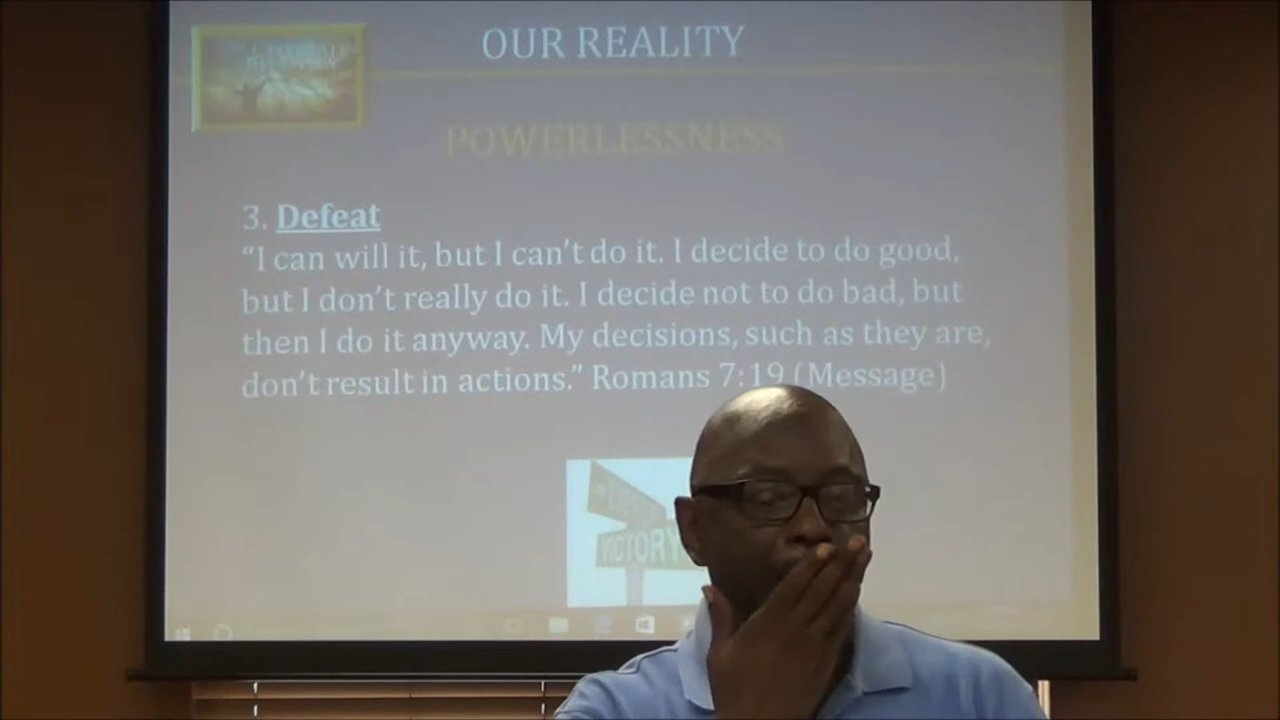 OUR REALITY
POWERLESSNESS
3. Defeat
“I can will it, but I can’t do it. I decide to do good,
but I don’t really do it. I decide not to do bad, but
then I do it anyway. My decisions, such as they are,
don’t result in actions.” Romans 7:19 (Message)
VICTORY